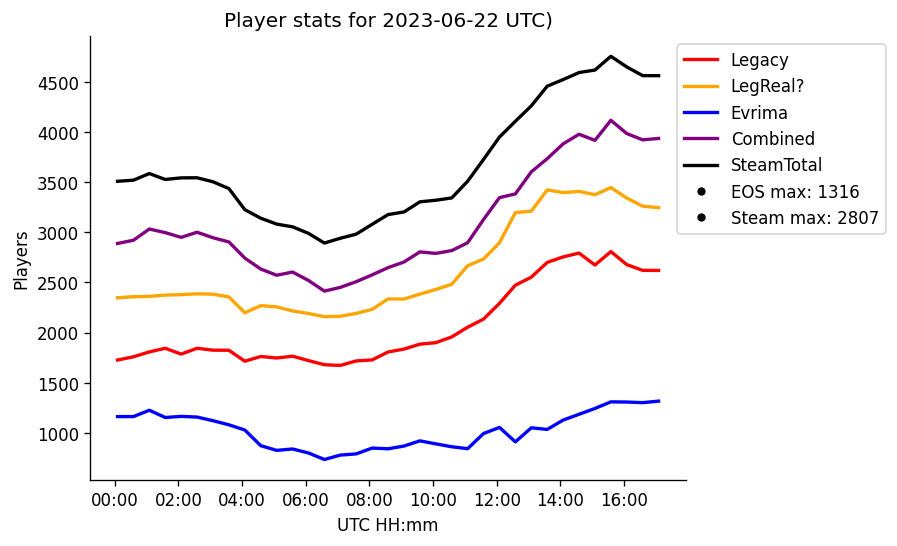 Player stats for 2023-06-22 UTC)
Legacy
LegReal?
Evrima
Combined
SteamTotal
EOS max: 1316
Steam max: 2807
Players
4500
4000
3500
3000
2500
2000
1500
1000
00:00 02:00 04:00 06:00 08:00 10:00 12:00 14:00 16:00
UTC HH:mm